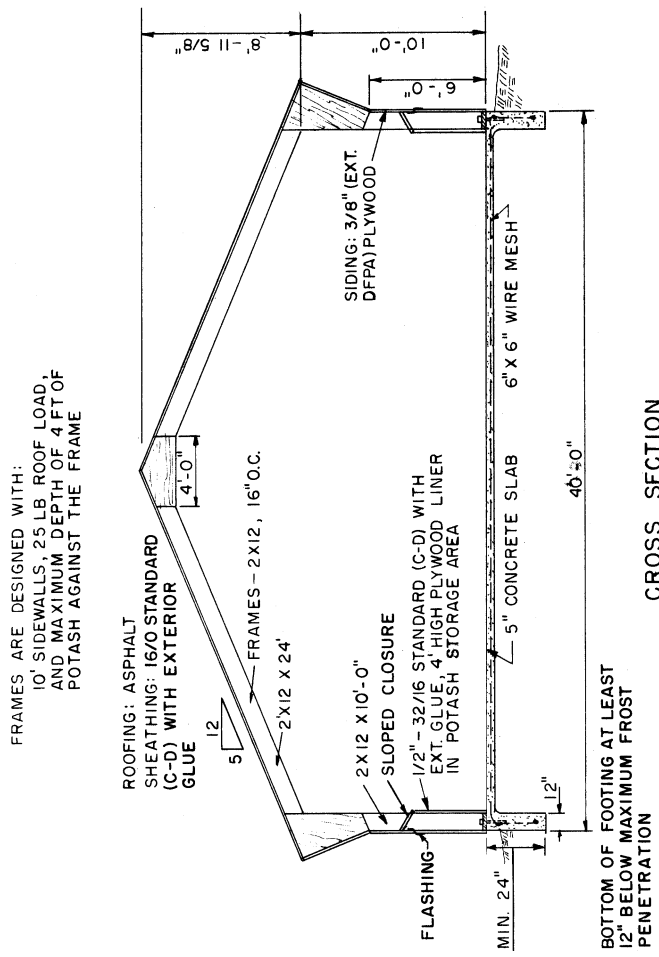 FRAMES ARE DESIGNED WITH:
10' SIDEWALLS, 25 LB ROOF LOAD,
AND MAXIMUM DEPTH OF 4 FT OF
POTASH AGAINST THE FRAME
ROOFING: ASPHALT
SHEATHING: 16/0 STANDARD
(C-D) WITH EXTERIOR
GLUE
12
5
4'-0"
8'-11 5/8"
10'-0"
6'-0"
FRAMES - 2X12, 16" O.C.
2'X12 X 24'
2X12 X10'-0"
SLOPED CLOSURE
FLASHING
1/2" - 32/16 STANDARD (C-D) WITH
EXT. GLUE, 4' HIGH PLYWOOD LINER
IN POTASH STORAGE AREA
SIDING: 3/8" (EXT.
DFPA) PLYWOOD
5" CONCRETE SLAB
6" X 6" WIRE MESH
12"
MIN. 24"
40'-0"
BOTTOM OF FOOTING AT LEAST
12" BELOW MAXIMUM FROST
PENETRATION
CROSS SECTION